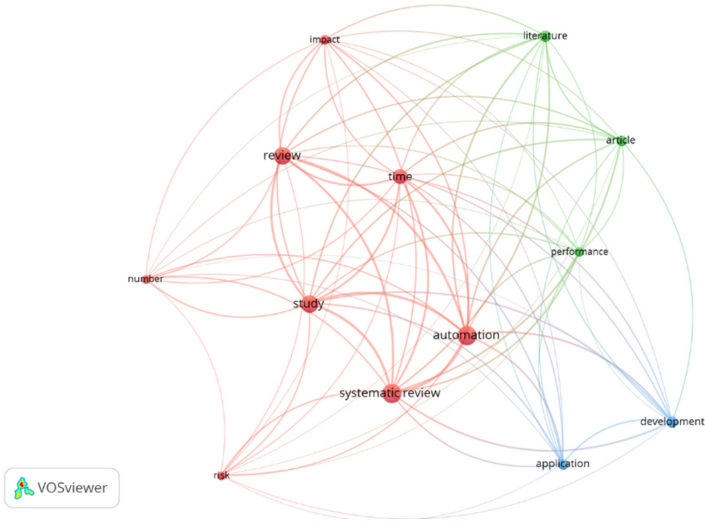 impact
literature
article
review
time
performance
number
study
automation
systematic review
development
application
risk
VOSviewer